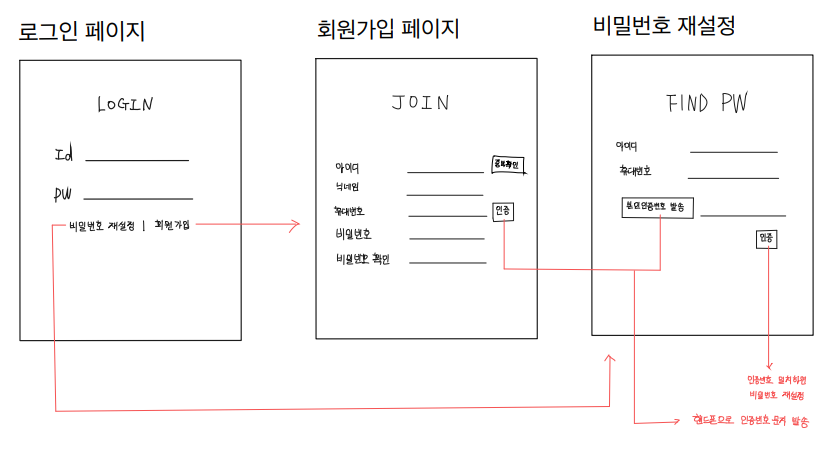 로그인 페이지
회원가입 페이지
비밀번호 재설정
LOGIN
Id
PW
비밀번호 재설정 | 회원가입
JOIN
아이디
중복확인
닉네임
휴대번호
인증
비밀번호
비밀번호 확인
FIND PW
아이디
휴대번호
본인인증번호 발송
인증
인증번호 일치하면
비밀번호 재설정
핸드폰으로 인증번호 문자 발송